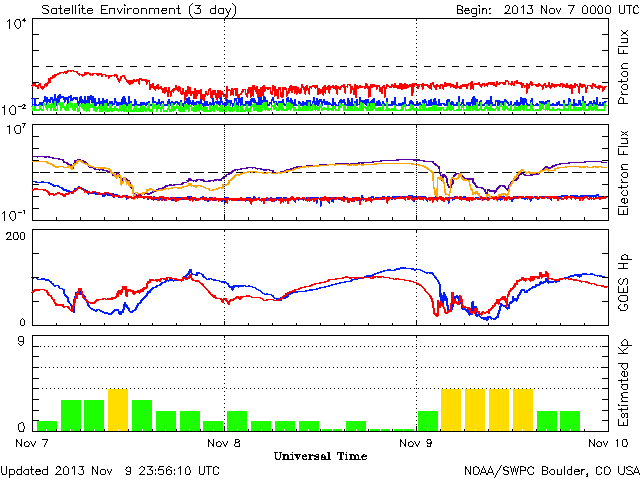 Satellite Environment (3 day) Begin: 2013 Nov 7 0000 UTC
10^4
10^-2
Proton Flux
10^7
10^-1
Electron Flux
200
0
GOES Hp
9
0
Estimated Kp
Nov 7 Nov 8 Nov 9 Nov 10
Universal Time
Updated 2013 Nov 9 23:56:10 UTC NOAA/SWPC Boulder, CO USA